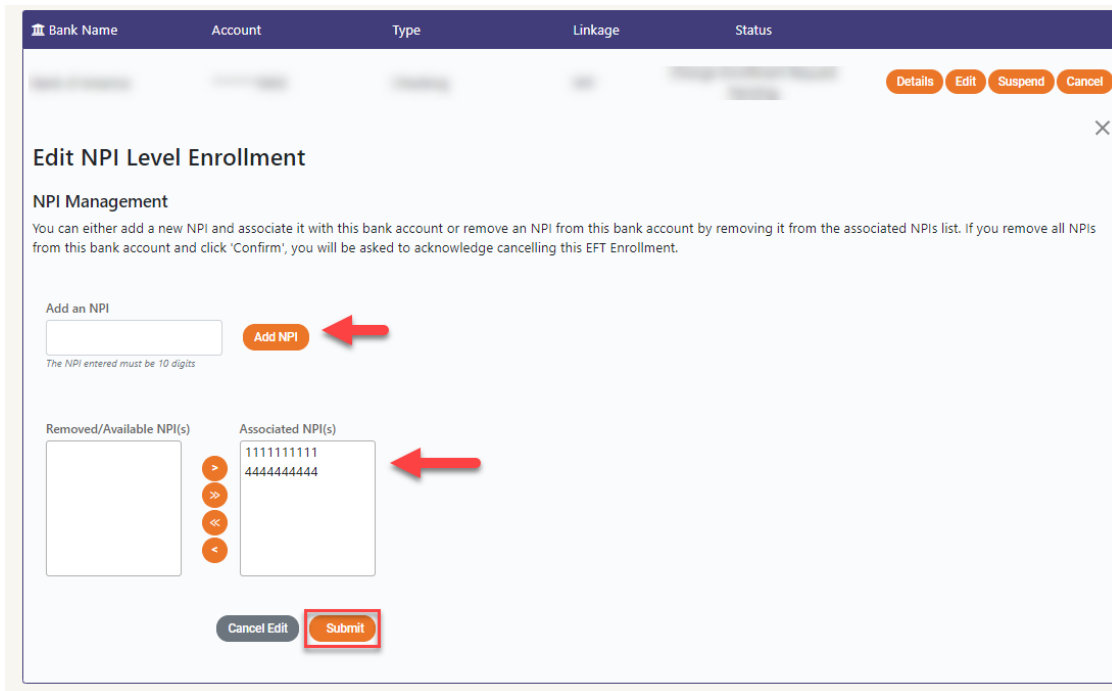 Bank Name Account Type Linkage Status
Details Edit Suspend Cancel
Edit NPI Level Enrollment
NPI Management
You can either add a new NPI and associate it with this bank account or remove an NPI from this bank account by removing it from the associated NPIs list. If you remove all NPIs
from this bank account and click 'Confirm', you will be asked to acknowledge cancelling this EFT Enrollment.
Add an NPI
Add NPI
The NPI entered must be 10 digits
Removed/Available NPI(s) Associated NPI(s)
1111111111
4444444444
>
>>
<<
<
Cancel Edit Submit